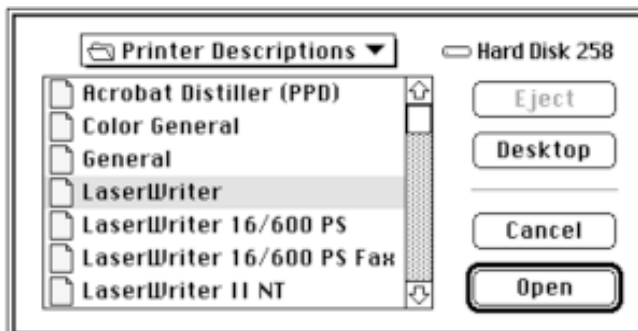 Printer Descriptions
Hard Disk 258
Acrobat Distiller (PPD)
Color General
General
LaserWriter
LaserWriter 16/600 PS
LaserWriter 16/600 PS Fax
LaserWriter II NT
Eject
Desktop
Cancel
Open